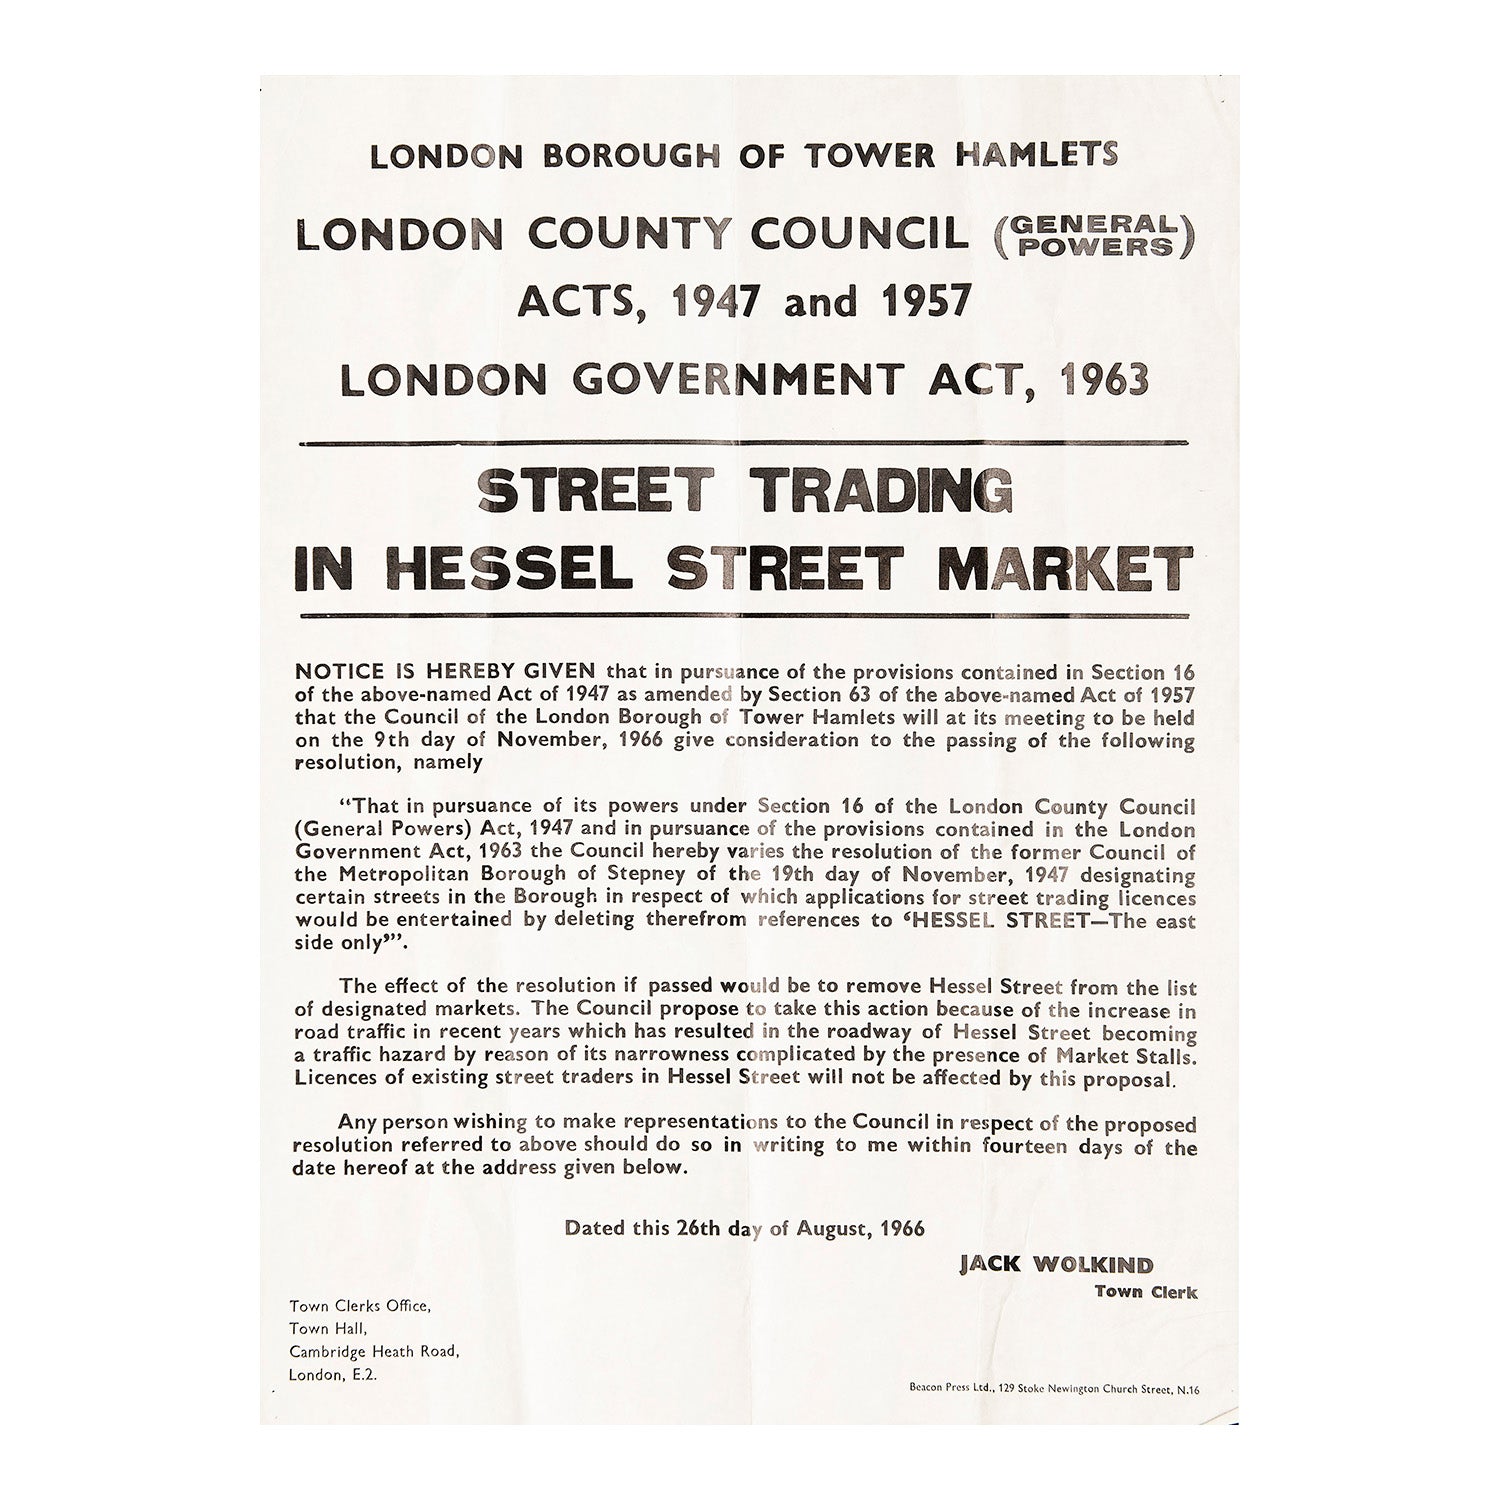 LONDON BOROUGH OF TOWER HAMLETS
LONDON COUNTY COUNCIL (GENERAL POWERS)
ACTS, 1947 and 1957
LONDON GOVERNMENT ACT, 1963
STREET TRADING
IN HESSEL STREET MARKET
NOTICE IS HEREBY GIVEN that in pursuance of the provisions contained in Section 16
of the above-named Act of 1947 as amended by Section 63 of the above-named Act of 1957
that the Council of the London Borough of Tower Hamlets will at its meeting to be held
on the 9th day of November, 1966 give consideration to the passing of the following
resolution, namely
“That in pursuance of its powers under Section 16 of the London County Council
(General Powers) Act, 1947 and in pursuance of the provisions contained in the London
Government Act, 1963 the Council hereby varies the resolution of the former Council of
the Metropolitan Borough of Stepney of the 19th day of November, 1947 designating
certain streets in the Borough in respect of which applications for street trading licences
would be entertained by deleting therefrom references to ‘HESSEL STREET—The east
side only’”.
The effect of the resolution if passed would be to remove Hessel Street from the list
of designated markets. The Council propose to take this action because of the increase in
road traffic in recent years which has resulted in the roadway of Hessel Street becoming
a traffic hazard by reason of its narrowness complicated by the presence of Market Stalls.
Licences of existing street traders in Hessel Street will not be affected by this proposal.
Any person wishing to make representations to the Council in respect of the proposed
resolution referred to above should do so in writing to me within fourteen days of the
date hereof at the address given below.
Dated this 26th day of August, 1966
JACK WOLKIND
Town Clerk
Town Clerks Office,
Town Hall,
Cambridge Heath Road,
London, E.2.
Beacon Press Ltd., 129 Stoke Newington Church Street, N.16